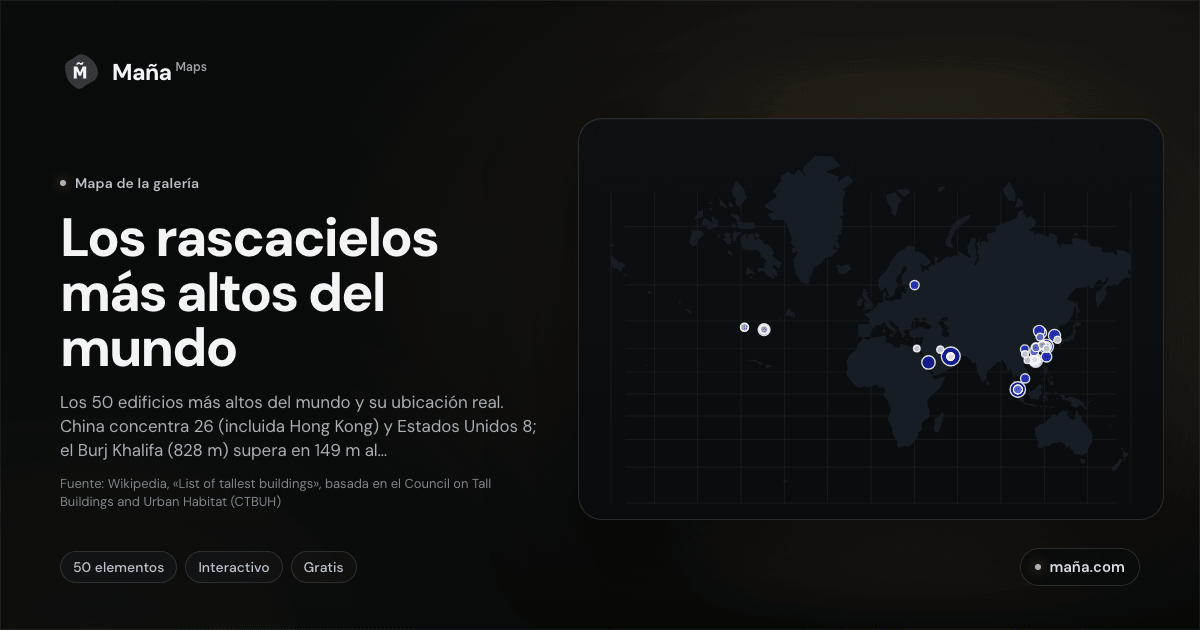 M̃
Maña Maps
Mapa de la galería
Los rascacielos
más altos del
mundo
Los 50 edificios más altos del mundo y su ubicación real.
China concentra 26 (incluida Hong Kong) y Estados Unidos 8;
el Burj Khalifa (828 m) supera en 149 m al…
Fuente: Wikipedia, «List of tallest buildings», basada en el Council on Tall
Buildings and Urban Habitat (CTBUH)
50 elementos
Interactivo
Gratis
maña.com